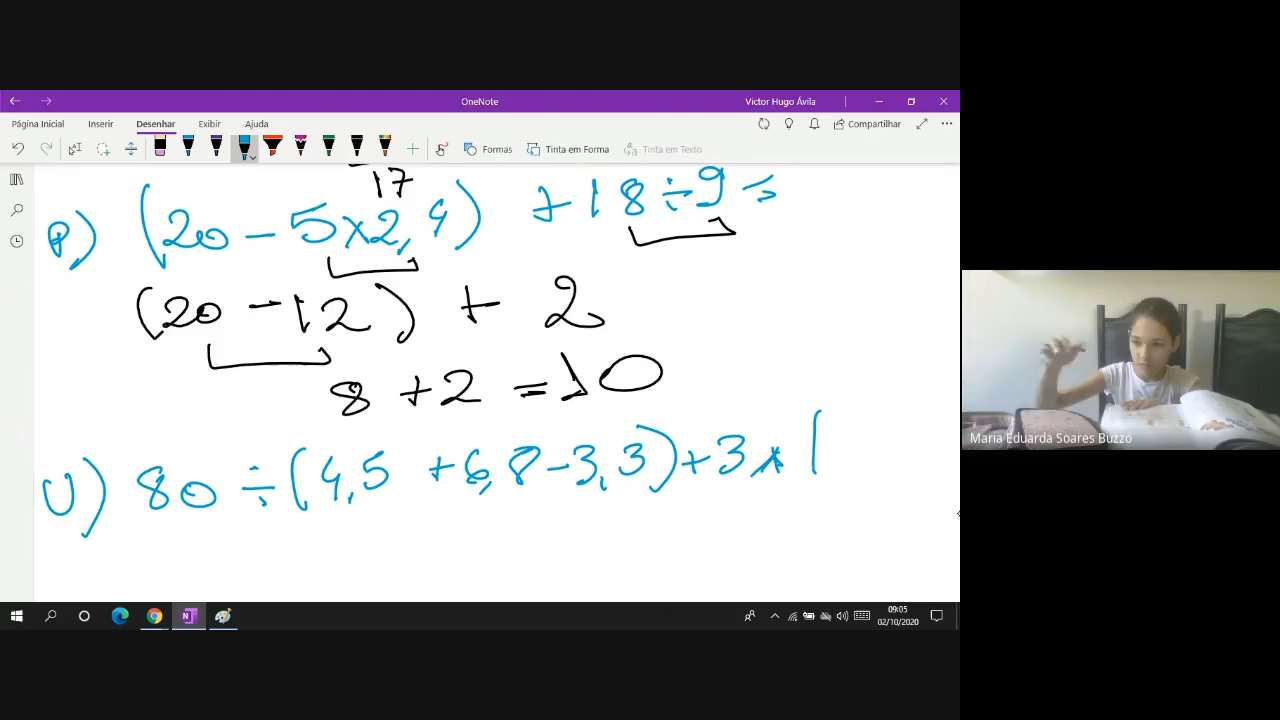 OneNote
Victor Hugo Ávila
Página Inicial Inserir Desenhar Exibir Ajuda
Compartilhar
Formas Tinta em Forma Tinta em Texto
17
P) (20 - 5x2,4) + 18 ÷ 9 =
(20 - 12) + 2
8 + 2 = 10
U) 80 ÷ (4,5 + 6,8 - 3,3) + 3 x (
Maria Eduarda Soares Buzzo
09:05
02/10/2020